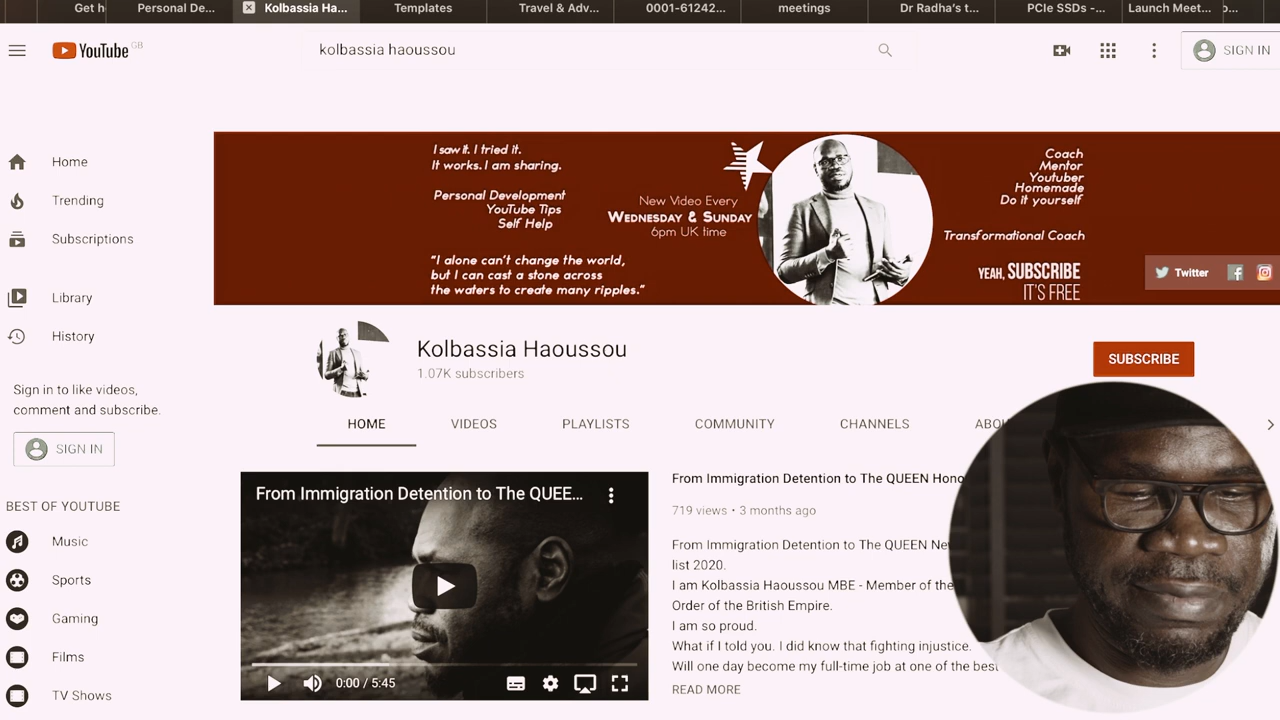 Get h
Personal De...
Kolbassia Ha...
Templates
Travel & Adv...
0001-61242...
meetings
Dr Radha's t...
PCIe SSDs -...
Launch Meet...
YouTube GB
kolbassia haoussou
SIGN IN
Home
Trending
Subscriptions
Library
History
Sign in to like videos,
comment and subscribe.
SIGN IN
BEST OF YOUTUBE
Music
Sports
Gaming
Films
TV Shows
I saw it. I tried it.
It works. I am sharing.
Personal Development
YouTube Tips
Self Help
"I alone can't change the world,
but I can cast a stone across
the waters to create many ripples."
New Video Every
WEDNESDAY & SUNDAY
6pm UK time
Coach
Mentor
Youtuber
Homemade
Do it yourself
Transformational Coach
YEAH, SUBSCRIBE
IT'S FREE
Twitter
Kolbassia Haoussou
1.07K subscribers
SUBSCRIBE
HOME
VIDEOS
PLAYLISTS
COMMUNITY
CHANNELS
ABOU
From Immigration Detention to The QUEE...
0:00 / 5:45
From Immigration Detention to The QUEEN Hono
719 views • 3 months ago
From Immigration Detention to The QUEEN Ne
list 2020.
I am Kolbassia Haoussou MBE - Member of the
Order of the British Empire.
I am so proud.
What if I told you. I did know that fighting injustice.
Will one day become my full-time job at one of the best
READ MORE